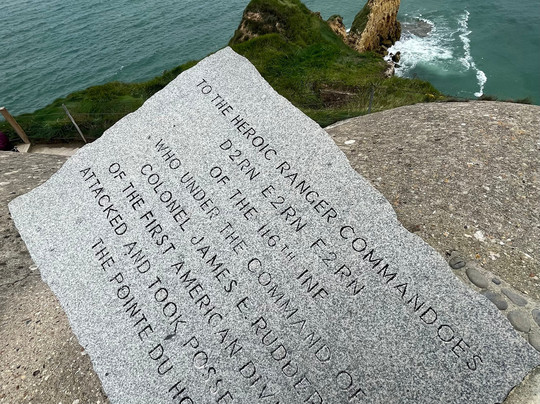 TO THE HEROIC RANGER COMMANDOES
D2RN E2RN F2RN
OF THE 116TH INF
WHO UNDER THE COMMAND OF
COLONEL JAMES E. RUDDER
OF THE FIRST AMERICAN DIV
ATTACKED AND TOOK POSSE
THE POINTE DU HO